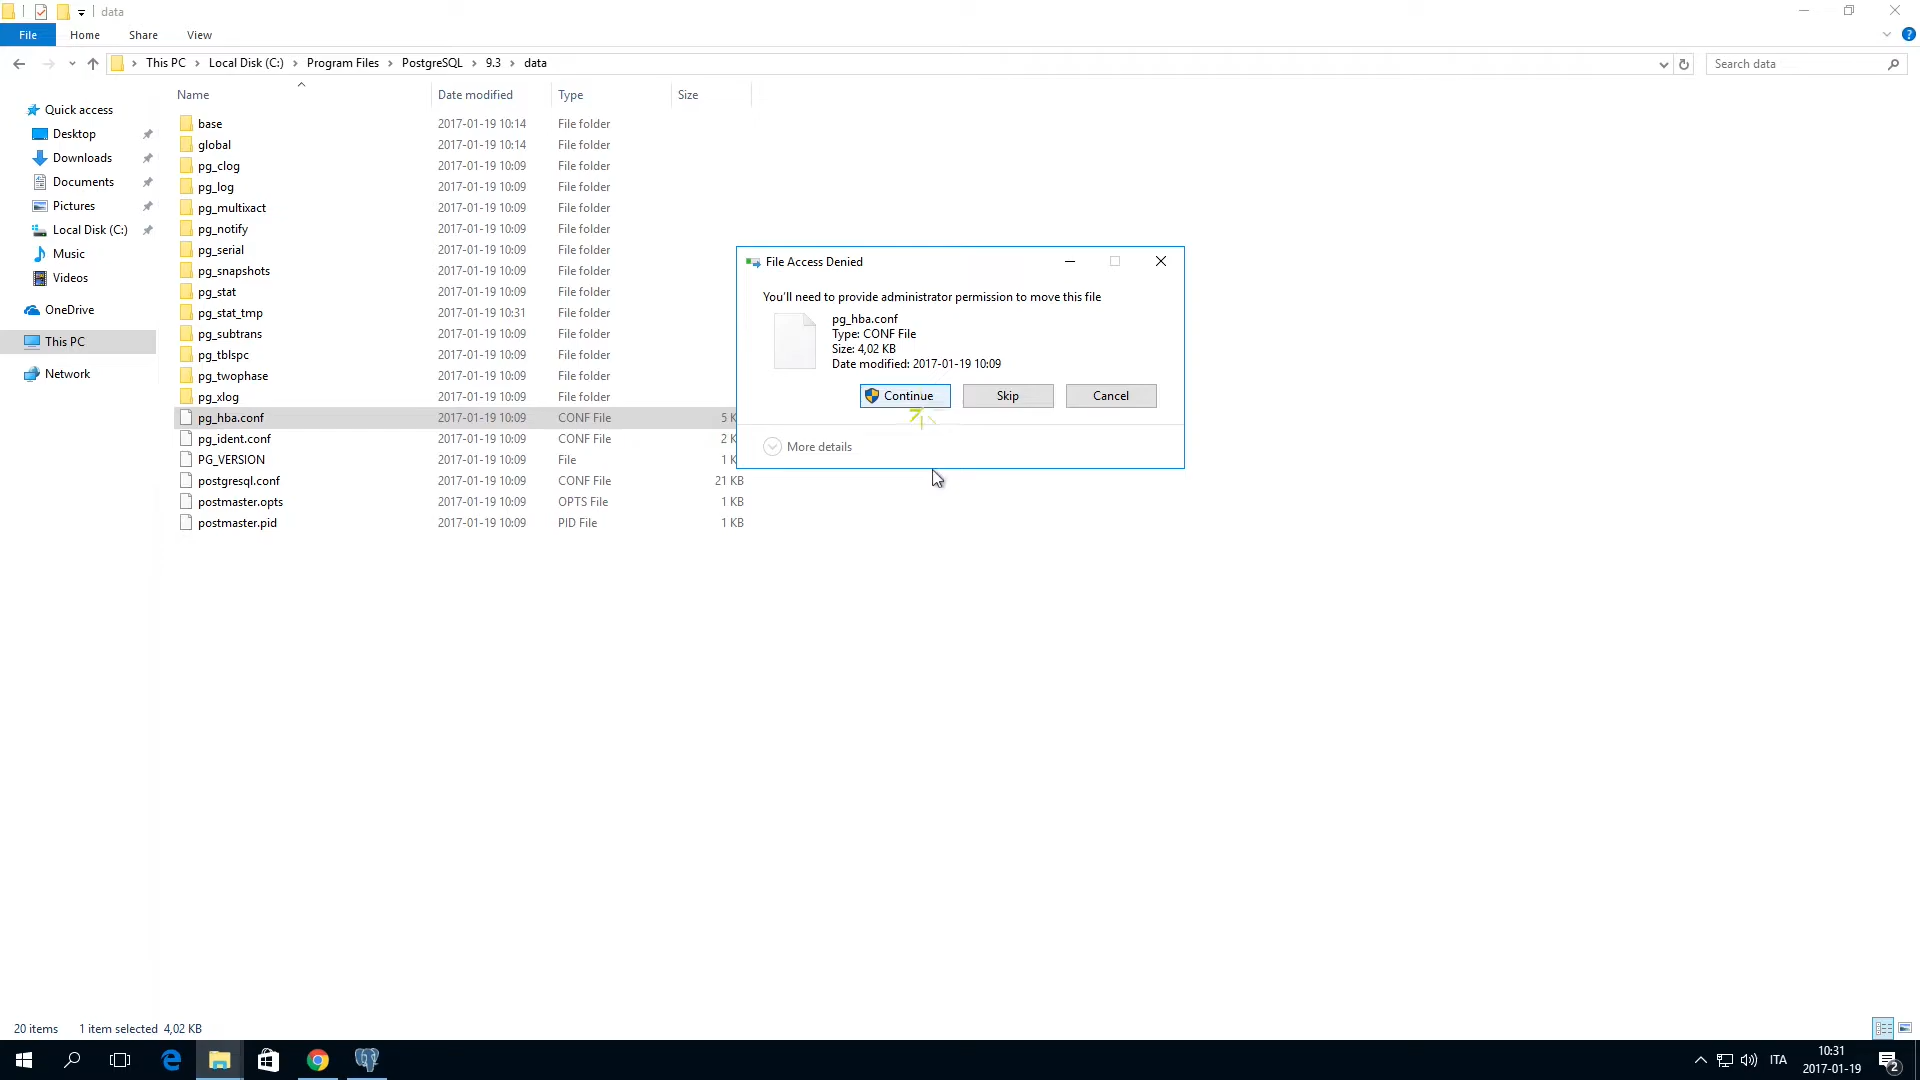 data
File Home Share View
This PC Local Disk (C:) Program Files PostgreSQL 9.3 data
Search data
Name Date modified Type Size
Quick access
Desktop
Downloads
Documents
Pictures
Local Disk (C:)
Music
Videos
OneDrive
This PC
Network
base 2017-01-19 10:14 File folder
global 2017-01-19 10:14 File folder
pg_clog 2017-01-19 10:09 File folder
pg_log 2017-01-19 10:09 File folder
pg_multixact 2017-01-19 10:09 File folder
pg_notify 2017-01-19 10:09 File folder
pg_serial 2017-01-19 10:09 File folder
pg_snapshots 2017-01-19 10:09 File folder
pg_stat 2017-01-19 10:09 File folder
pg_stat_tmp 2017-01-19 10:31 File folder
pg_subtrans 2017-01-19 10:09 File folder
pg_tblspc 2017-01-19 10:09 File folder
pg_twophase 2017-01-19 10:09 File folder
pg_xlog 2017-01-19 10:09 File folder
pg_hba.conf 2017-01-19 10:09 CONF File 5 K
pg_ident.conf 2017-01-19 10:09 CONF File 2 K
PG_VERSION 2017-01-19 10:09 File 1 K
postgresql.conf 2017-01-19 10:09 CONF File 21 KB
postmaster.opts 2017-01-19 10:09 OPTS File 1 KB
postmaster.pid 2017-01-19 10:09 PID File 1 KB
File Access Denied
You'll need to provide administrator permission to move this file
pg_hba.conf
Type: CONF File
Size: 4,02 KB
Date modified: 2017-01-19 10:09
Continue Skip Cancel
More details
20 items 1 item selected 4,02 KB
ITA
10:31
2017-01-19
2